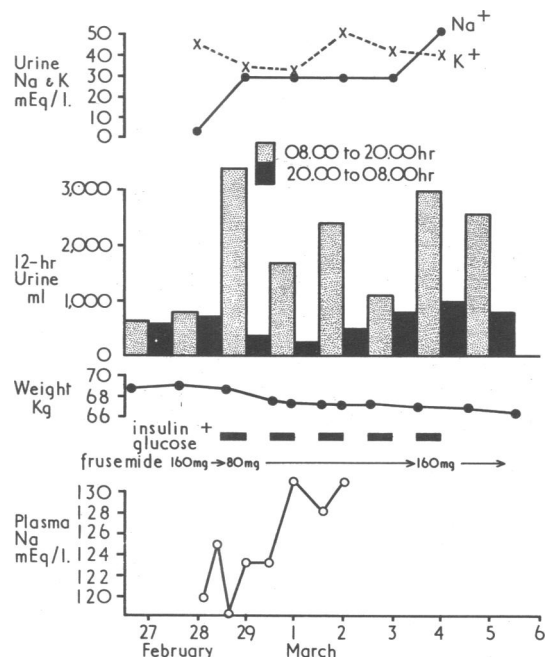 50
40
30
20
10
0
Urine
Na & K
mEq/l.
Na+
K+
08.00 to 20.00hr
20.00 to 08.00hr
3,000
2,000
1,000
0
12-hr
Urine
ml
70
68
66
Weight
Kg
insulin +
glucose
frusemide 160mg 80mg 160mg
130
128
126
124
122
120
Plasma
Na
mEq/l.
27 28 29 1 2 3 4 5 6
February March